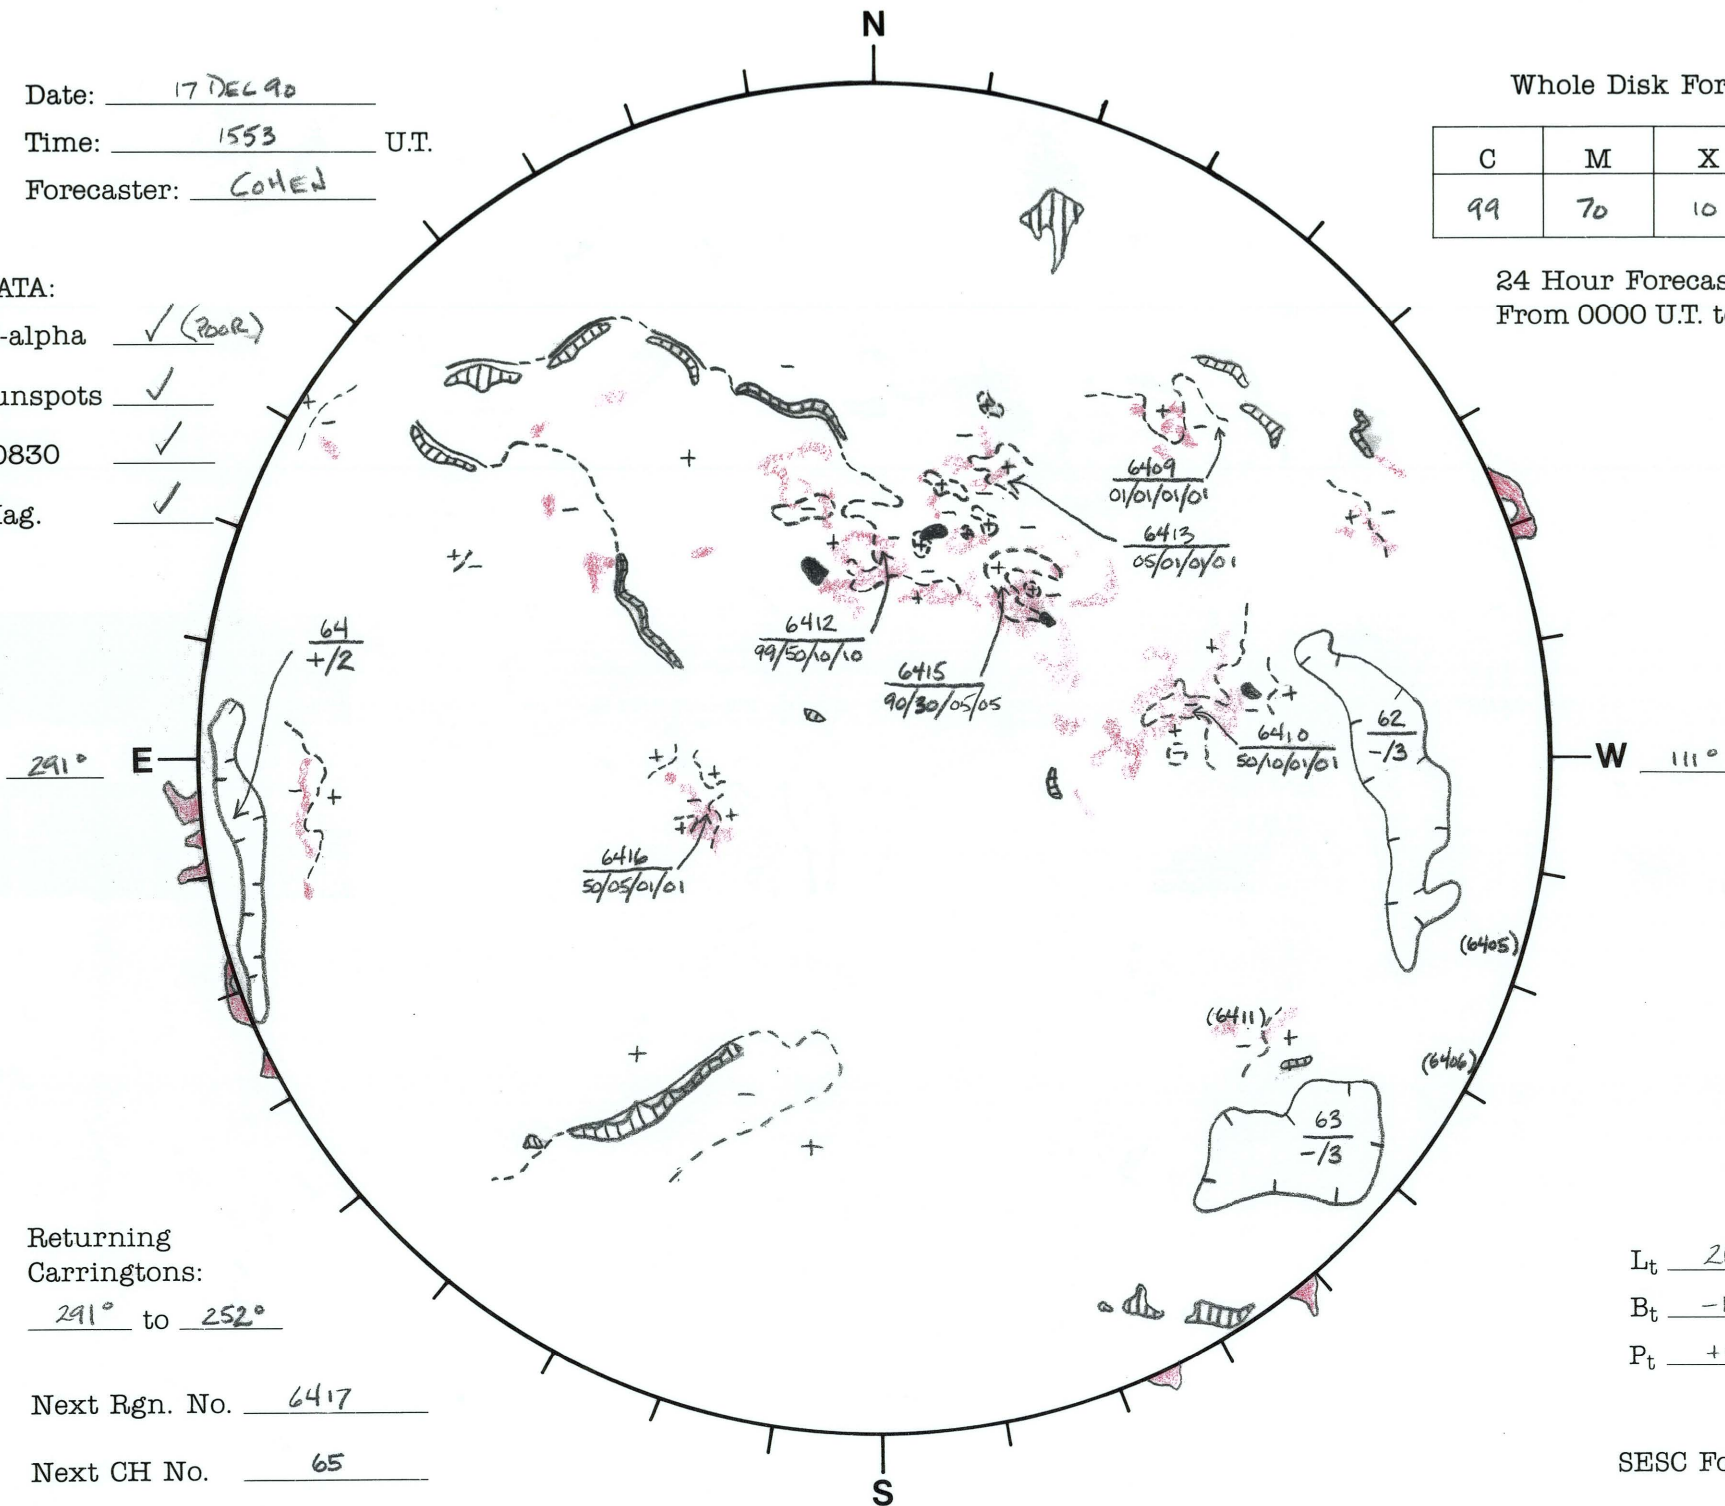 N
Date: 17 DEC 90
Time: 1553 U.T.
Forecaster: COHEN
Whole Disk For
C M X
99 70 10
24 Hour Forecas
From 0000 U.T. t
ATA:
-alpha ✓ (POOR)
unspots ✓
0830 ✓
ag. ✓
6409
01/01/01/01
6413
05/01/01/01
6412
99/50/10/10
6415
90/30/05/05
64
+/2
62
-/3
6410
50/10/01/01
291° E
W 111°
6416
50/05/01/01
(6405)
(6411)
(6406)
63
-/3
Returning
Carringtons:
291° to 252°
Next Rgn. No. 6417
Next CH No. 65
Lt 2
Bt -1
Pt +
SESC Fo
S